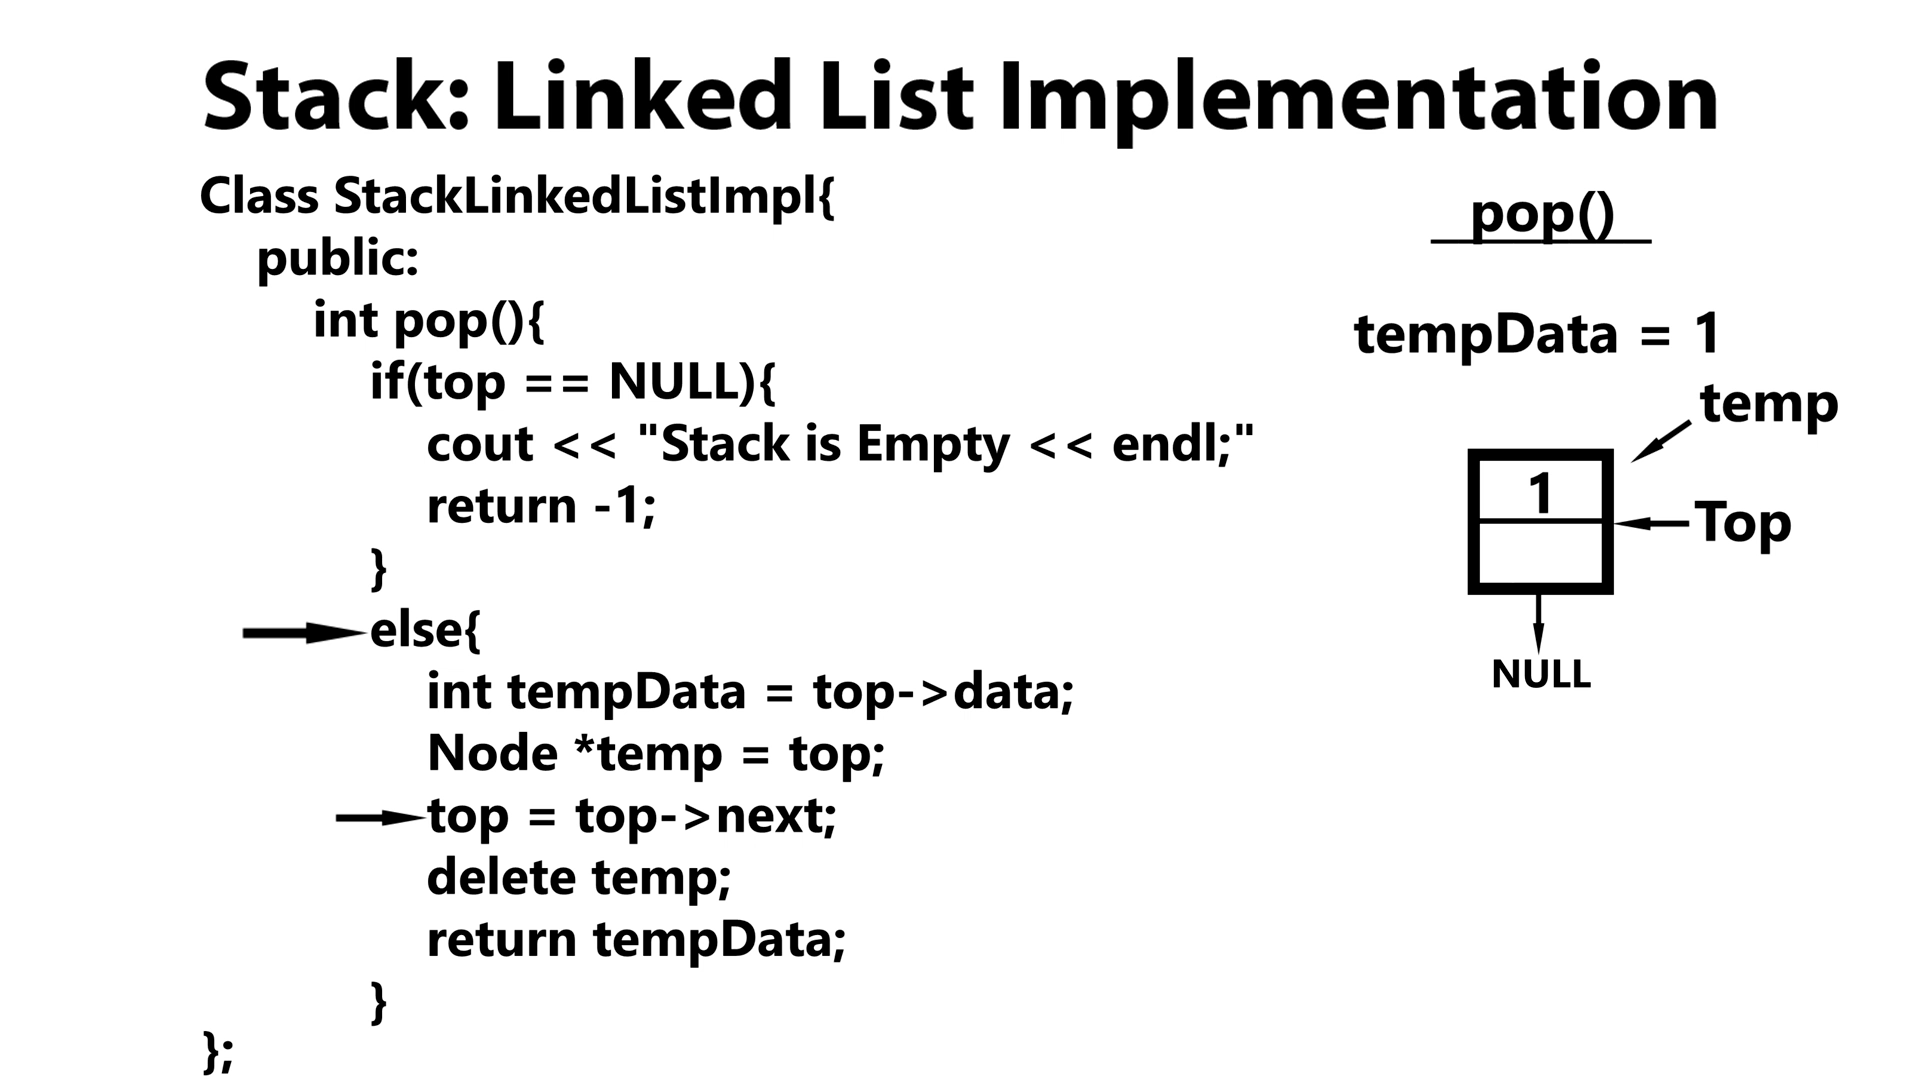 Stack: Linked List Implementation
Class StackLinkedListImpl{
public:
int pop(){
if(top == NULL){
cout << "Stack is Empty << endl;"
return -1;
}
else{
int tempData = top->data;
Node *temp = top;
top = top->next;
delete temp;
return tempData;
}
};
pop()
tempData = 1
temp
1
Top
NULL